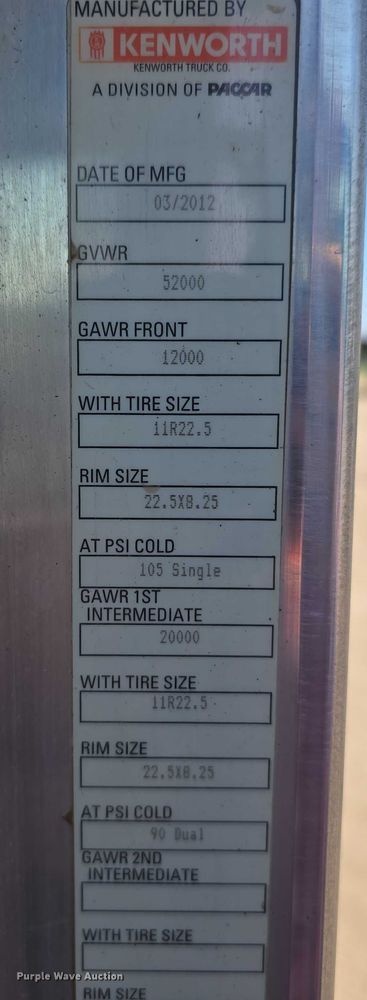 MANUFACTURED BY
KENWORTH
KENWORTH TRUCK CO.
A DIVISION OF PACCAR
DATE OF MFG
03/2012
GVWR
52000
GAWR FRONT
12000
WITH TIRE SIZE
11R22.5
RIM SIZE
22.5X8.25
AT PSI COLD
105 Single
GAWR 1ST
INTERMEDIATE
20000
WITH TIRE SIZE
11R22.5
RIM SIZE
22.5X8.25
AT PSI COLD
90 Dual
GAWR 2ND
INTERMEDIATE
WITH TIRE SIZE
Purple Wave Auction
RIM SIZE